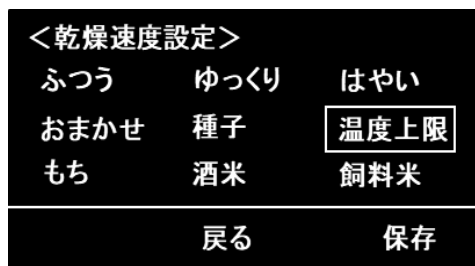 ＜乾燥速度設定＞
ふつう ゆっくり はやい
おまかせ 種子 温度上限
もち 酒米 飼料米
戻る 保存